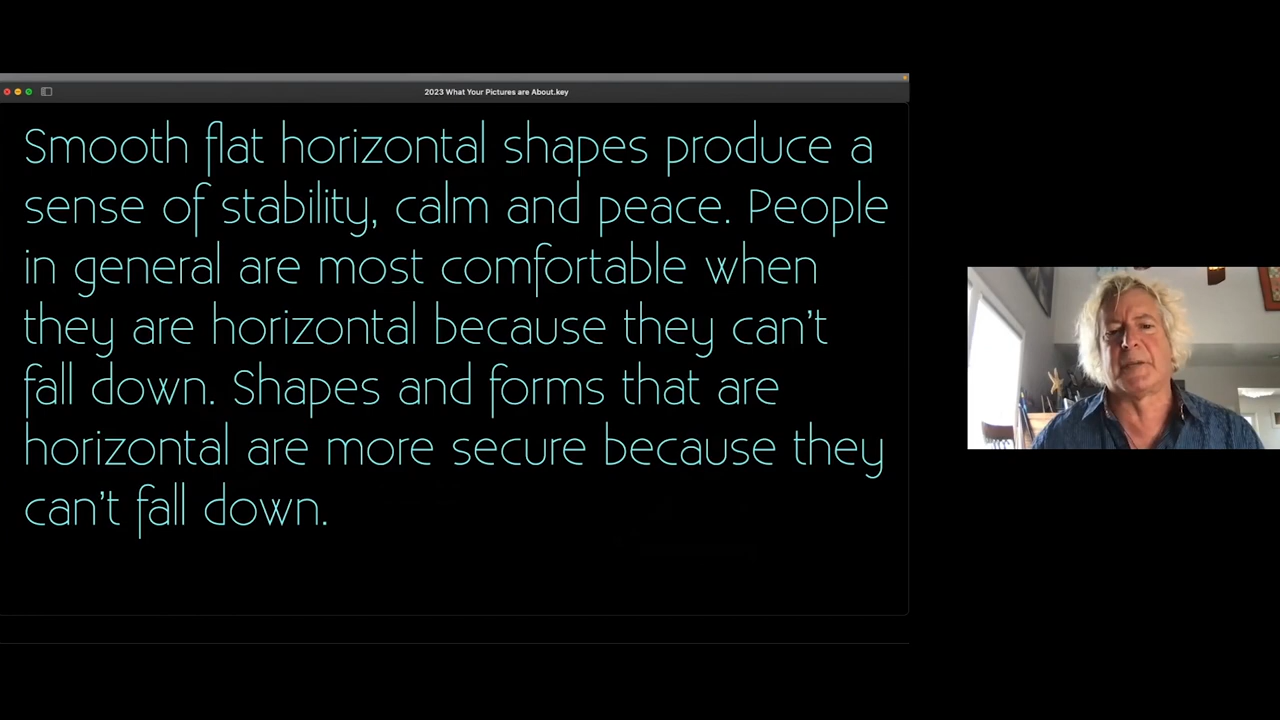 2023 What Your Pictures are About.key
Smooth flat horizontal shapes produce a
sense of stability, calm and peace. People
in general are most comfortable when
they are horizontal because they can't
fall down. Shapes and forms that are
horizontal are more secure because they
can't fall down.